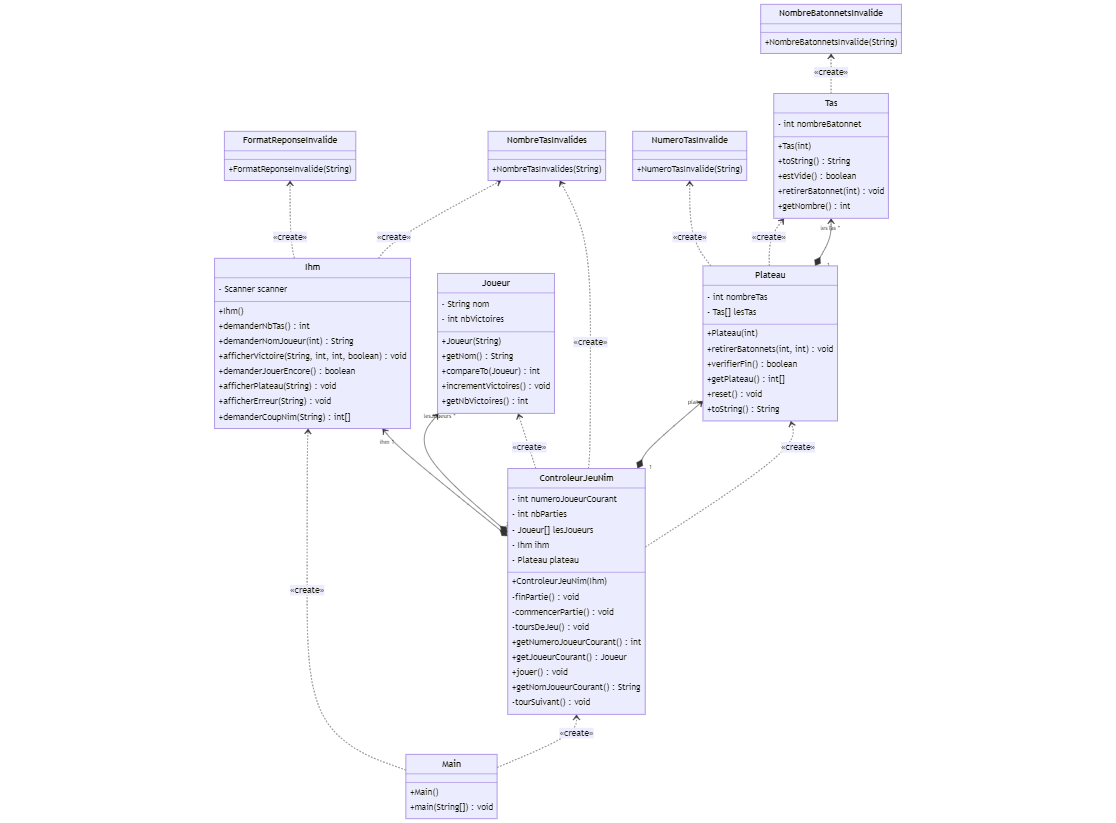 NombreBatonnetsInvalide
+NombreBatonnetsInvalide(String)
«create»
Tas
- int nombreBatonnet
+Tas(int)
+toString() : String
+estVide() : boolean
+retirerBatonnet(int) : void
+getNombre() : int
FormatReponseInvalide
+FormatReponseInvalide(String)
NombreTasInvalides
+NombreTasInvalides(String)
NumeroTasInvalide
+NumeroTasInvalide(String)
«create»
«create»
«create»
«create»
*
1
Ihm
- Scanner scanner
+Ihm()
+demanderNbTas() : int
+demanderNomJoueur(int) : String
+afficherVictoire(String, int, int, boolean) : void
+demanderJouerEncore() : boolean
+afficherPlateau(String) : void
+afficherErreur(String) : void
+demanderCoupNim(String) : int[]
Joueur
- String nom
- int nbVictoires
+Joueur(String)
+getNom() : String
+compareTo(Joueur) : int
+incrementVictoires() : void
+getNbVictoires() : int
«create»
Plateau
- int nombreTas
- Tas[] lesTas
+Plateau(int)
+retirerBatonnets(int, int) : void
+verifierFin() : boolean
+getPlateau() : int[]
+reset() : void
+toString() : String
*
ihm 1
«create»
«create»
1
ControleurJeuNim
- int numeroJoueurCourant
- int nbParties
- Joueur[] lesJoueurs
- Ihm ihm
- Plateau plateau
+ControleurJeuNim(Ihm)
-finPartie() : void
-commencerPartie() : void
-toursDeJeu() : void
+getNumeroJoueurCourant() : int
+getJoueurCourant() : Joueur
+jouer() : void
+getNomJoueurCourant() : String
-tourSuivant() : void
«create»
«create»
Main
+Main()
+main(String[]) : void